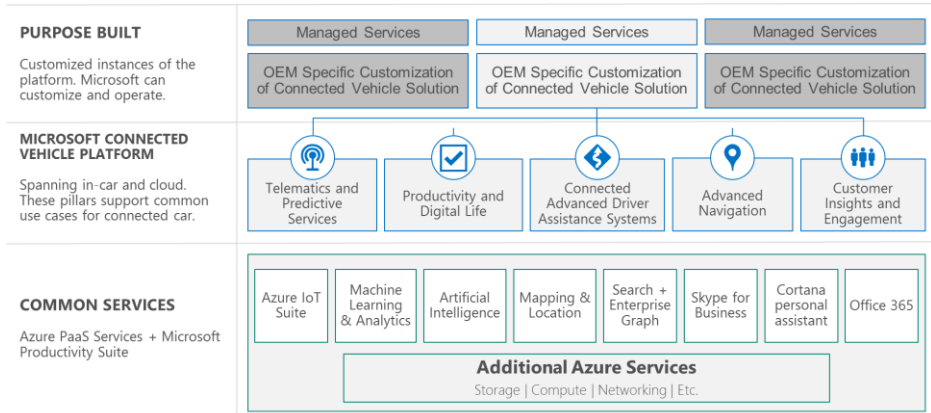 PURPOSE BUILT
Customized instances of the
platform. Microsoft can
customize and operate.
Managed Services
Managed Services
Managed Services
OEM Specific Customization
of Connected Vehicle Solution
OEM Specific Customization
of Connected Vehicle Solution
OEM Specific Customization
of Connected Vehicle Solution
MICROSOFT CONNECTED
VEHICLE PLATFORM
Spanning in-car and cloud.
These pillars support common
use cases for connected car.
Telematics and
Predictive
Services
Productivity and
Digital Life
Connected
Advanced Driver
Assistance Systems
Advanced
Navigation
Customer
Insights and
Engagement
COMMON SERVICES
Azure PaaS Services + Microsoft
Productivity Suite
Azure IoT
Suite
Machine
Learning
& Analytics
Artificial
Intelligence
Mapping &
Location
Search +
Enterprise
Graph
Skype for
Business
Cortana
personal
assistant
Office 365
Additional Azure Services
Storage | Compute | Networking | Etc.